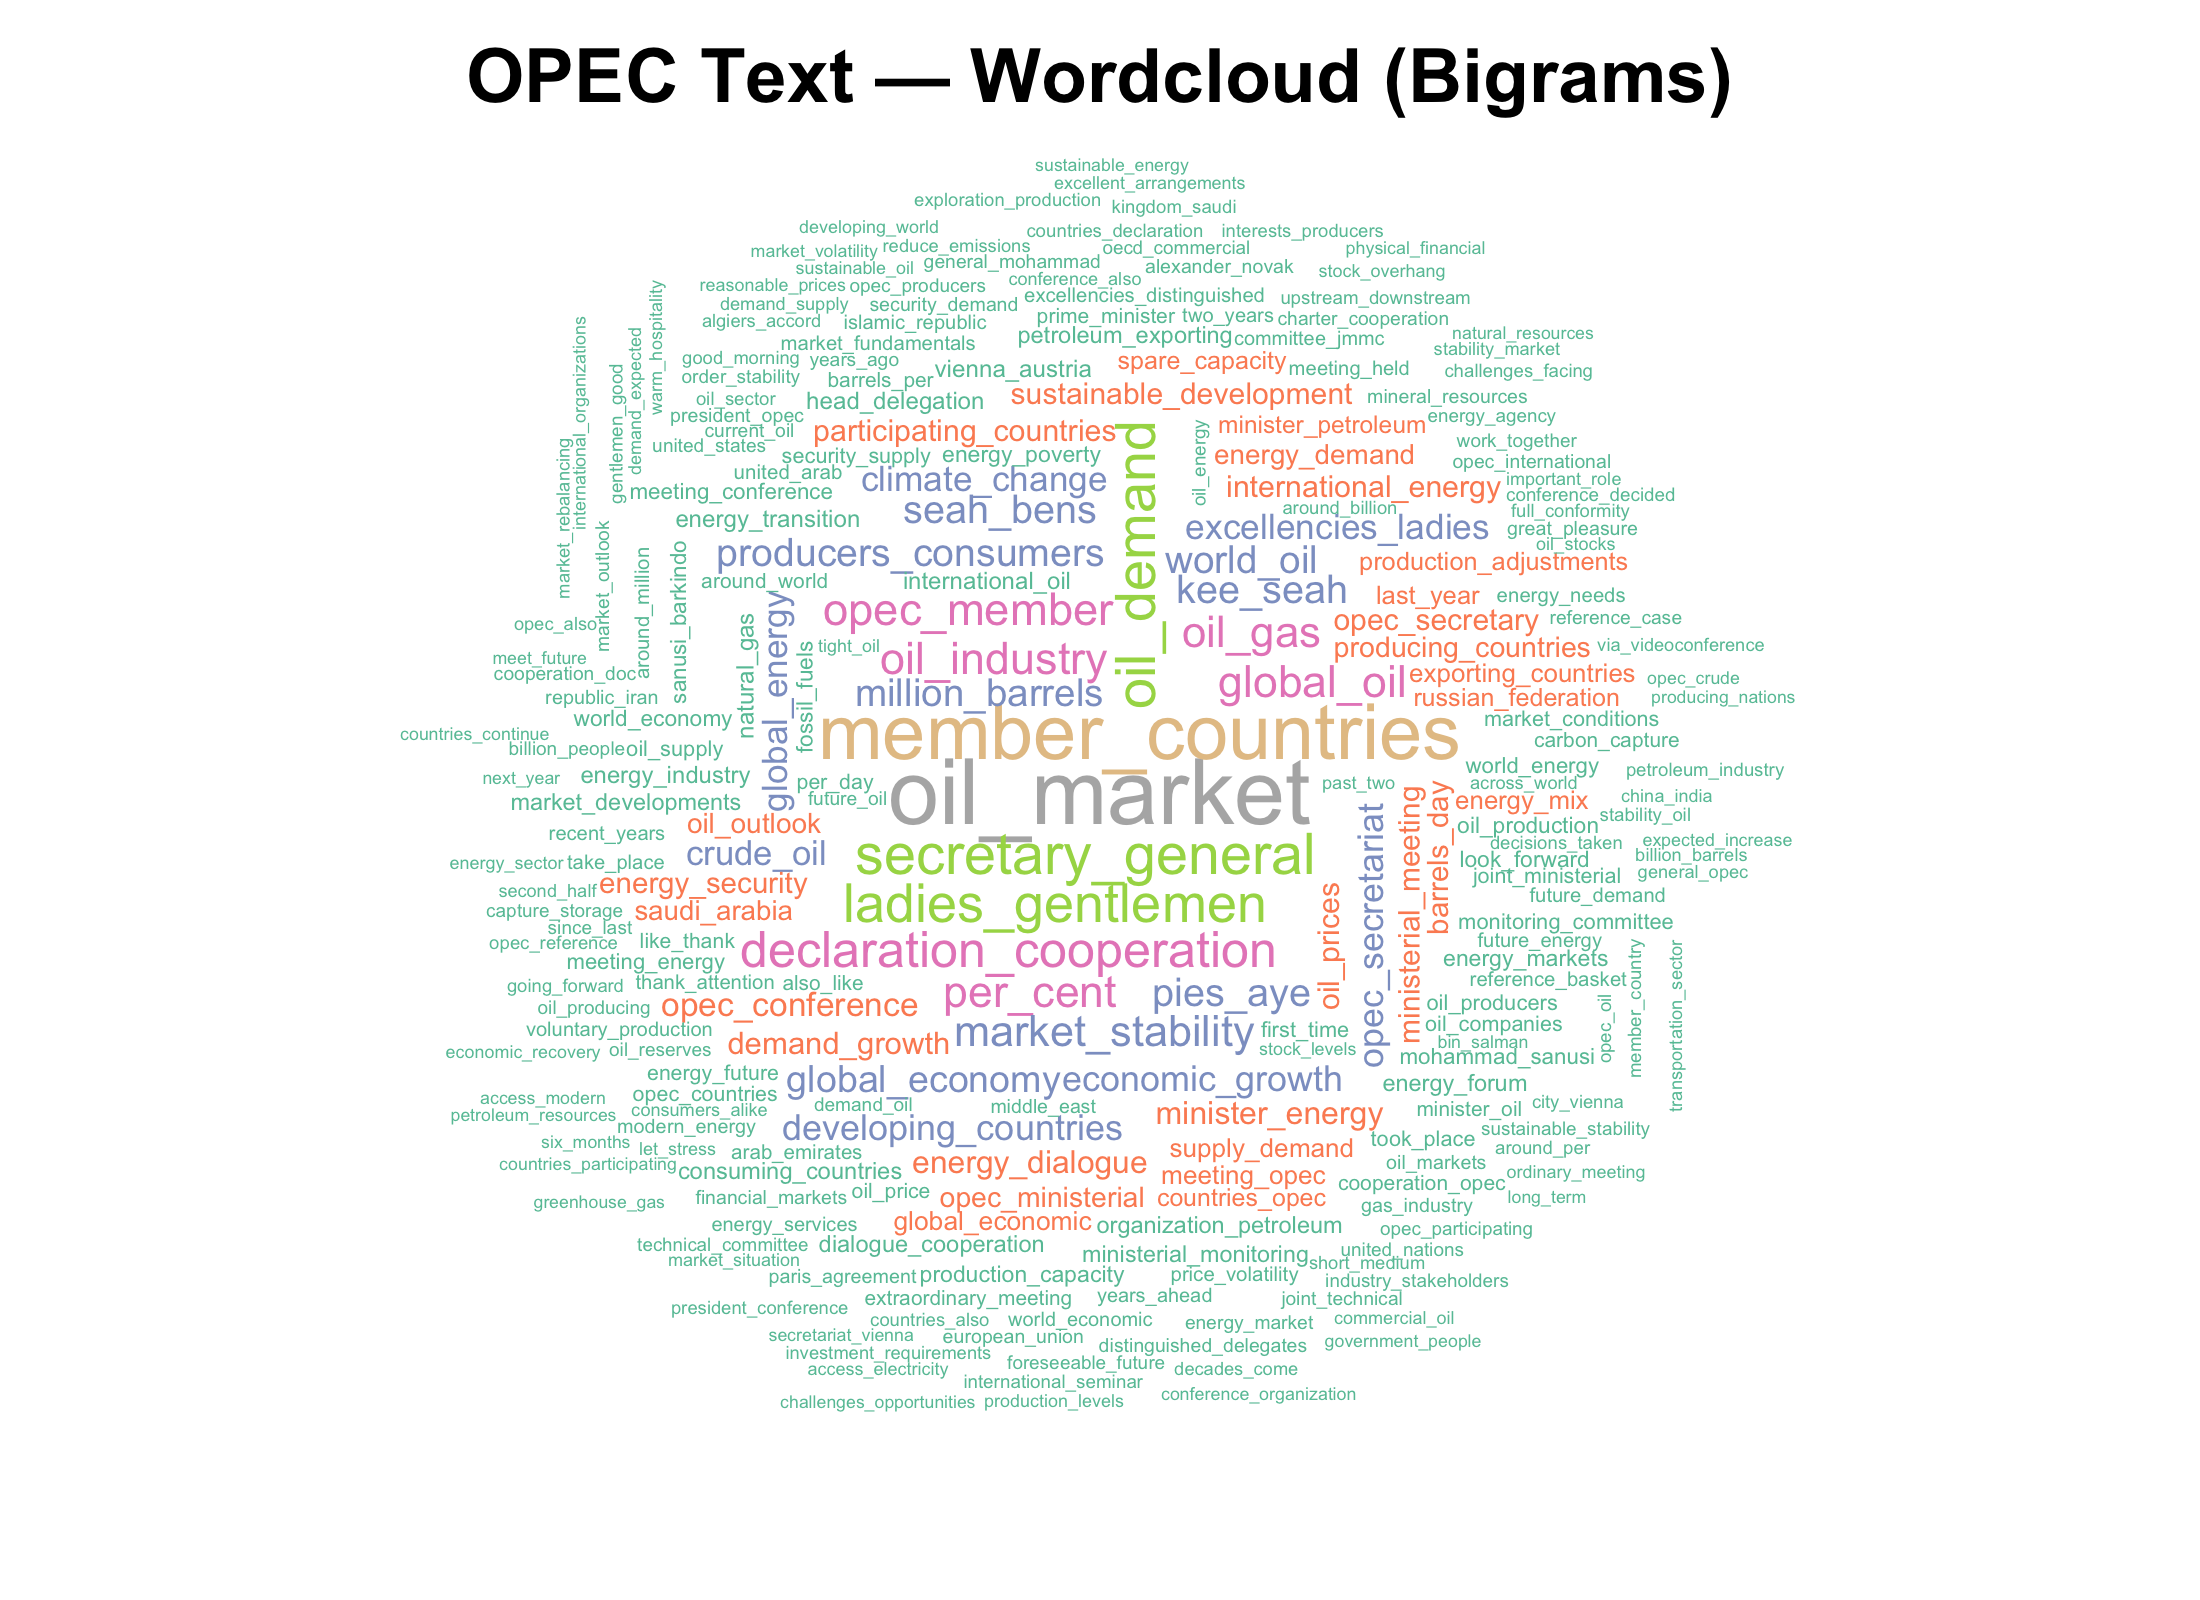 OPEC Text — Wordcloud (Bigrams)
sustainable_energy
excellent_arrangements
exploration_production
kingdom_saudi
developing_world
countries_declaration
interests_producers
market_volatility
reduce_emissions
oecd_commercial
physical_financial
sustainable_oil
general_mohammad
alexander_novak
stock_overhang
reasonable_prices
opec_producers
conference_also
demand_supply
security_demand
excellencies_distinguished
upstream_downstream
algiers_accord
islamic_republic
prime_minister
two_years
charter_cooperation
market_fundamentals
petroleum_exporting
committee_jmmc
natural_resources
good_morning
years_ago
vienna_austria
spare_capacity
meeting_held
stability_market
challenges_facing
order_stability
barrels_per
oil_sector
head_delegation
sustainable_development
mineral_resources
president_opec
current_oil
participating_countries
minister_petroleum
energy_agency
united_states
security_supply
energy_poverty
energy_demand
work_together
united_arab
climate_change
opec_international
meeting_conference
seah_bens
international_energy
important_role
conference_decided
energy_transition
around_billion
full_conformity
excellencies_ladies
great_pleasure
producers_consumers
world_oil
oil_stocks
production_adjustments
around_world
international_oil
kee_seah
last_year
energy_needs
opec_member
opec_secretary
reference_case
opec_also
oil_industry
tight_oil
oil_gas
producing_countries
via_videoconference
meet_future
cooperation_doc
global_oil
exporting_countries
opec_crude
republic_iran
million_barrels
russian_federation
producing_nations
world_economy
member_countries
market_conditions
countries_continue
billion_people
oil_supply
carbon_capture
next_year
energy_industry
per_day
oil_market
past_two
world_energy
across_world
petroleum_industry
market_developments
future_oil
energy_mix
china_india
recent_years
oil_outlook
oil_production
stability_oil
energy_sector
take_place
crude_oil
secretary_general
decisions_taken
expected_increase
look_forward
billion_barrels
second_half
energy_security
joint_ministerial
general_opec
capture_storage
saudi_arabia
ladies_gentlemen
future_demand
since_last
monitoring_committee
opec_reference
like_thank
declaration_cooperation
future_energy
meeting_energy
energy_markets
going_forward
thank_attention
also_like
reference_basket
oil_producing
opec_conference
per_cent
pies_aye
oil_producers
voluntary_production
market_stability
first_time
oil_companies
economic_recovery
oil_reserves
demand_growth
stock_levels
bin_salman
mohammad_sanusi
energy_future
global_economy
economic_growth
energy_forum
access_modern
opec_countries
petroleum_resources
consumers_alike
demand_oil
middle_east
minister_energy
minister_oil
city_vienna
modern_energy
developing_countries
sustainable_stability
six_months
let_stress
arab_emirates
supply_demand
took_place
around_per
countries_participating
consuming_countries
energy_dialogue
meeting_opec
oil_markets
ordinary_meeting
greenhouse_gas
financial_markets
oil_price
opec_ministerial
countries_opec
cooperation_opec
long_term
energy_services
global_economic
organization_petroleum
gas_industry
opec_participating
technical_committee
dialogue_cooperation
ministerial_monitoring
united_nations
market_situation
short_medium
paris_agreement
production_capacity
price_volatility
industry_stakeholders
president_conference
extraordinary_meeting
years_ahead
joint_technical
countries_also
world_economic
energy_market
commercial_oil
secretariat_vienna
european_union
distinguished_delegates
government_people
investment_requirements
access_electricity
foreseeable_future
decades_come
international_seminar
challenges_opportunities
production_levels
conference_organization
market_rebalancing
international_organizations
market_outlook
gentlemen_good
demand_expected
warm_hospitality
around_million
sanusi_barkindo
natural_gas
global_energy
fossil_fuels
oil_demand
oil_energy
oil_prices
opec_secretariat
ministerial_meeting
barrels_day
opec_oil
member_country
transportation_sector